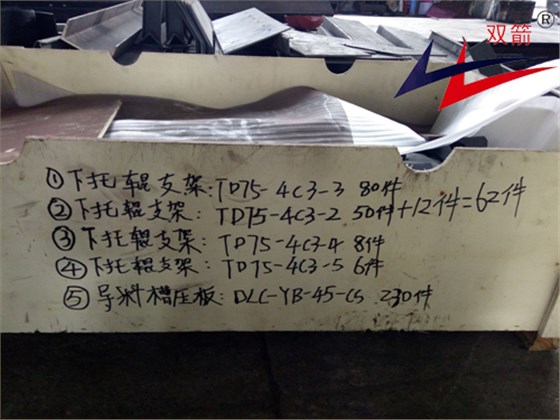 双箭®
①下托辊支架:TD75-4C3-3 80件
②下托辊支架:TD75-4C3-2 50件+12件=62件
③下托辊支架:TD75-4C3-4 8件
④下托辊支架:TD75-4C3-5 6件
⑤导料槽压板:DLC-YB-45-CS 230件